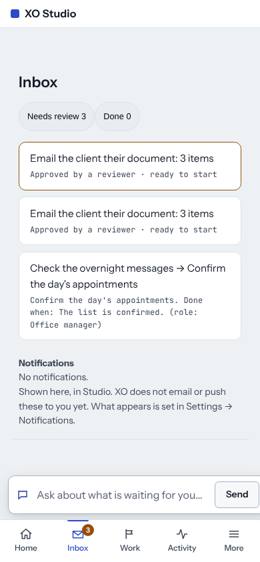 XO Studio
Inbox
Needs review 3
Done 0
Email the client their document: 3 items
Approved by a reviewer · ready to start
Email the client their document: 3 items
Approved by a reviewer · ready to start
Check the overnight messages → Confirm
the day's appointments
Confirm the day's appointments. Done
when: The list is confirmed. (role:
Office manager)
Notifications
No notifications.
Shown here, in Studio. XO does not email or push
these to you yet. What appears is set in Settings →
Notifications.
Ask about what is waiting for you...
Send
3
Home
Inbox
Work
Activity
More